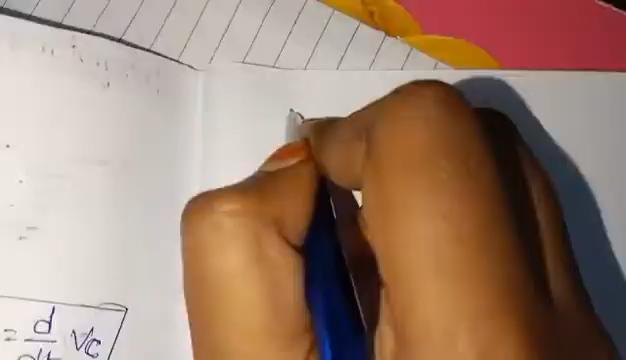 = d/dt Vc